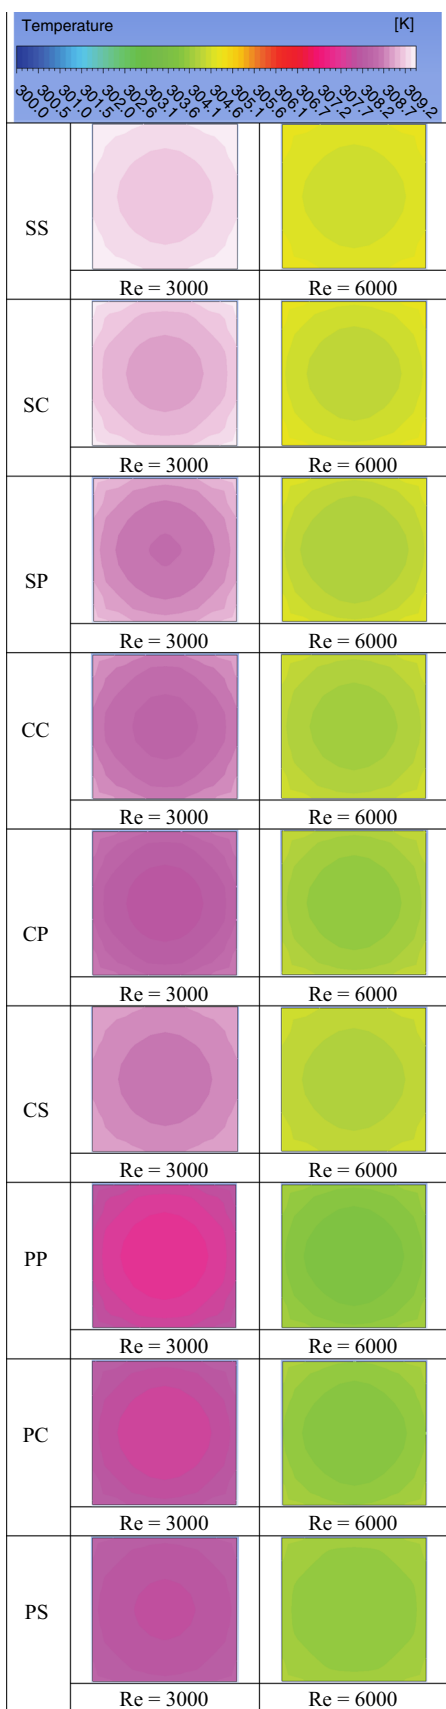 Temperature [K]
300.0 300.5 301.0 301.5 302.0 302.6 303.1 303.6 304.1 304.6 305.1 305.6 306.1 306.7 307.2 307.7 308.2 308.7 309.2
SS
Re = 3000 Re = 6000
SC
Re = 3000 Re = 6000
SP
Re = 3000 Re = 6000
CC
Re = 3000 Re = 6000
CP
Re = 3000 Re = 6000
CS
Re = 3000 Re = 6000
PP
Re = 3000 Re = 6000
PC
Re = 3000 Re = 6000
PS
Re = 3000 Re = 6000